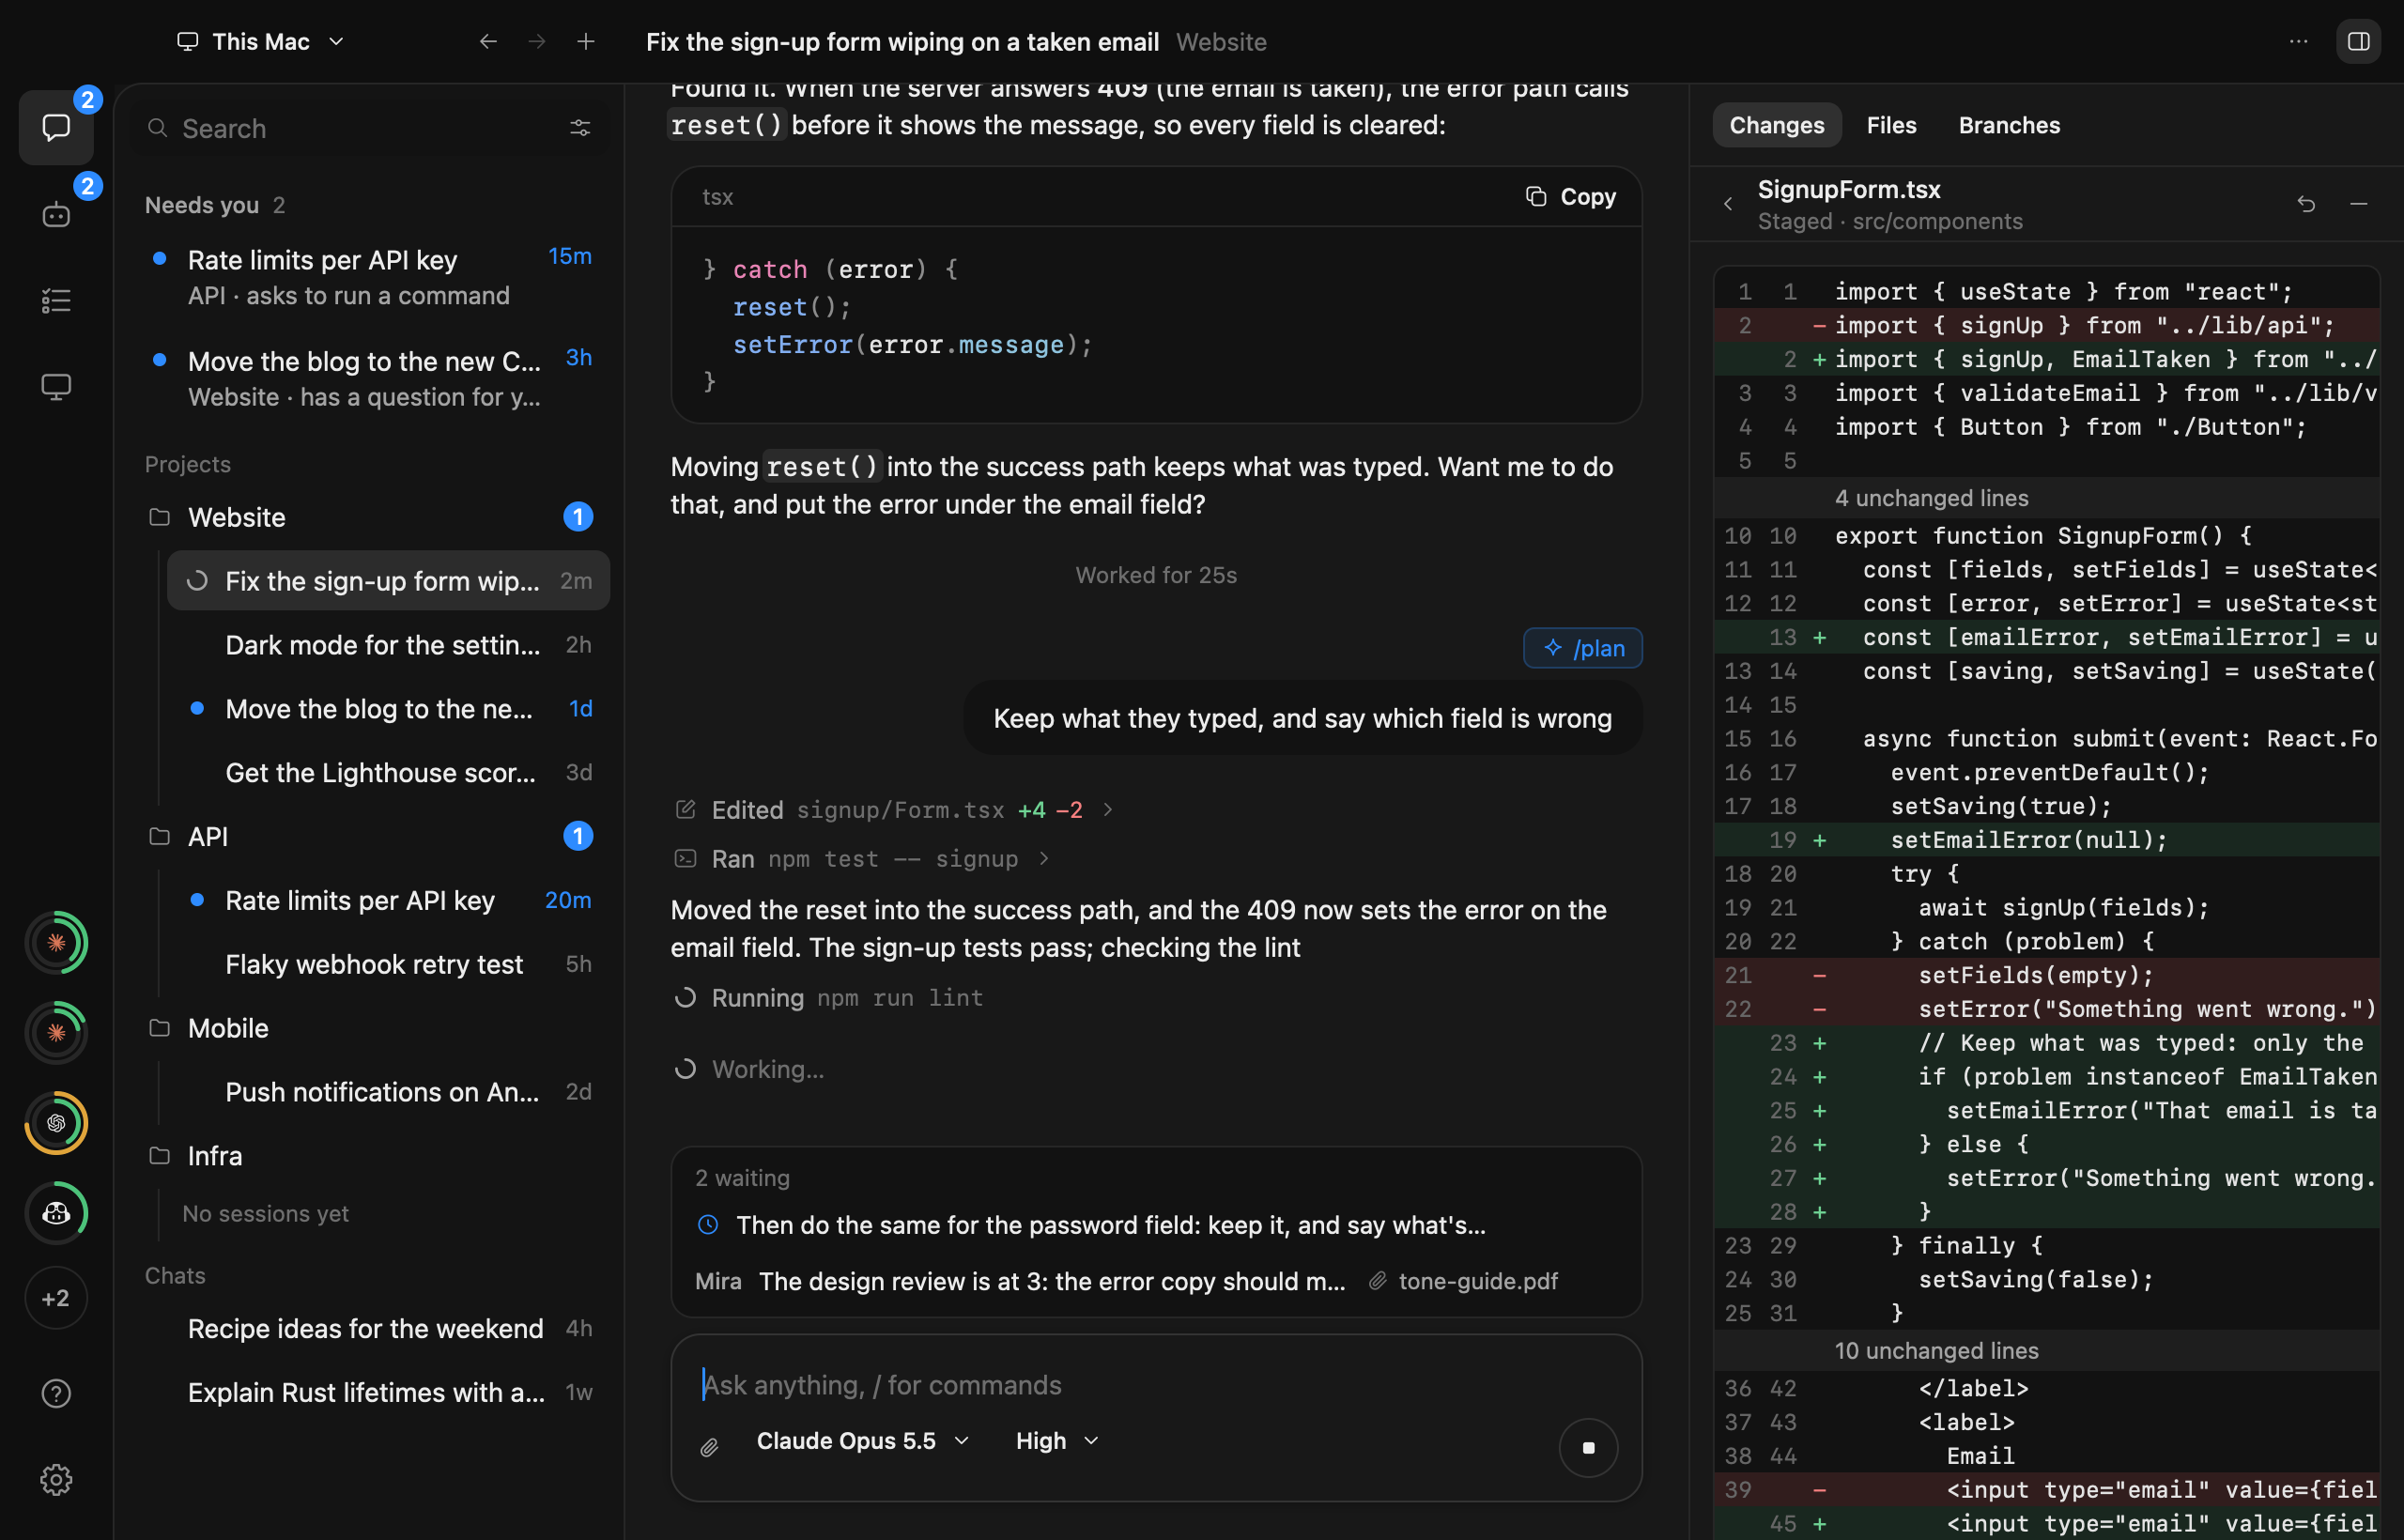 This Mac
Fix the sign-up form wiping on a taken email Website
2
2
Search
Needs you 2
Rate limits per API key 15m
API · asks to run a command
Move the blog to the new C... 3h
Website · has a question for y...
Projects
Website 1
Fix the sign-up form wip... 2m
Dark mode for the settin... 2h
Move the blog to the ne... 1d
Get the Lighthouse scor... 3d
API 1
Rate limits per API key 20m
Flaky webhook retry test 5h
Mobile
Push notifications on An... 2d
Infra
No sessions yet
Chats
Recipe ideas for the weekend 4h
Explain Rust lifetimes with a... 1w
+2
Found it. When the server answers 409 (the email is taken), the error path calls
reset() before it shows the message, so every field is cleared:
tsx Copy
} catch (error) {
reset();
setError(error.message);
}
Moving reset() into the success path keeps what was typed. Want me to do
that, and put the error under the email field?
Worked for 25s
/plan
Keep what they typed, and say which field is wrong
Edited signup/Form.tsx +4 −2
Ran npm test -- signup
Moved the reset into the success path, and the 409 now sets the error on the
email field. The sign-up tests pass; checking the lint
Running npm run lint
Working...
2 waiting
Then do the same for the password field: keep it, and say what's...
Mira The design review is at 3: the error copy should m... tone-guide.pdf
Ask anything, / for commands
Claude Opus 5.5 High
Changes Files Branches
SignupForm.tsx
Staged · src/components
1 1 import { useState } from "react";
2 − import { signUp } from "../lib/api";
2 + import { signUp, EmailTaken } from "../
3 3 import { validateEmail } from "../lib/v
4 4 import { Button } from "./Button";
5 5
4 unchanged lines
10 10 export function SignupForm() {
11 11 const [fields, setFields] = useState<
12 12 const [error, setError] = useState<st
13 + const [emailError, setEmailError] = u
13 14 const [saving, setSaving] = useState(
14 15
15 16 async function submit(event: React.Fo
16 17 event.preventDefault();
17 18 setSaving(true);
19 + setEmailError(null);
18 20 try {
19 21 await signUp(fields);
20 22 } catch (problem) {
21 − setFields(empty);
22 − setError("Something went wrong.")
23 + // Keep what was typed: only the
24 + if (problem instanceof EmailTaken
25 + setEmailError("That email is ta
26 + } else {
27 + setError("Something went wrong.
28 + }
23 29 } finally {
24 30 setSaving(false);
25 31 }
10 unchanged lines
36 42 </label>
37 43 <label>
38 44 Email
39 − <input type="email" value={fiel
45 + <input type="email" value={fiel